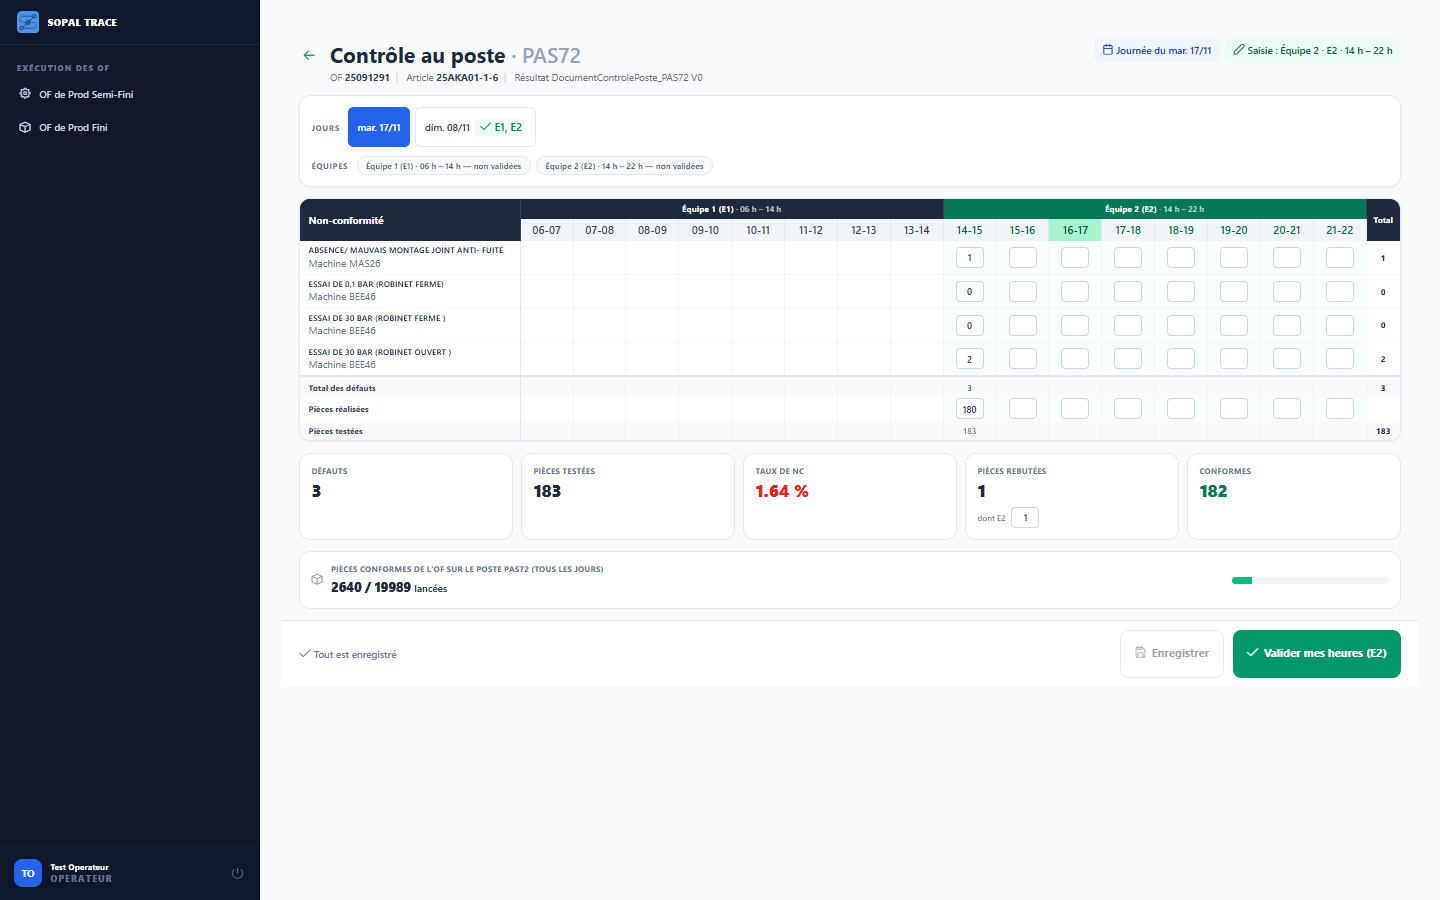 SOPAL TRACE
EXÉCUTION DES OF
OF de Prod Semi-Fini
OF de Prod Fini
Contrôle au poste · PAS72
OF 25091291 | Article 25AKA01-1-6 | Résultat DocumentControlePoste_PAS72 V0
Journée du mar. 17/11
Saisie : Équipe 2 · E2 · 14 h – 22 h
JOURS mar. 17/11 dim. 08/11 E1, E2
ÉQUIPES Équipe 1 (E1) · 06 h – 14 h — non validées Équipe 2 (E2) · 14 h – 22 h — non validées
Non-conformité Équipe 1 (E1) · 06 h – 14 h Équipe 2 (E2) · 14 h – 22 h Total
06-07 07-08 08-09 09-10 10-11 11-12 12-13 13-14 14-15 15-16 16-17 17-18 18-19 19-20 20-21 21-22
ABSENCE/ MAUVAIS MONTAGE JOINT ANTI- FUITE
Machine MAS26 1 1
ESSAI DE 0,1 BAR (ROBINET FERME)
Machine BEE46 0 0
ESSAI DE 30 BAR (ROBINET FERME )
Machine BEE46 0 0
ESSAI DE 30 BAR (ROBINET OUVERT )
Machine BEE46 2 2
Total des défauts 3 3
Pièces réalisées 180
Pièces testées 183 183
DÉFAUTS
3
PIÈCES TESTÉES
183
TAUX DE NC
1.64 %
PIÈCES REBUTÉES
1
dont E2 1
CONFORMES
182
PIÈCES CONFORMES DE L'OF SUR LE POSTE PAS72 (TOUS LES JOURS)
2640 / 19989 lancées
Tout est enregistré
Enregistrer
Valider mes heures (E2)
TO
Test Operateur
OPERATEUR